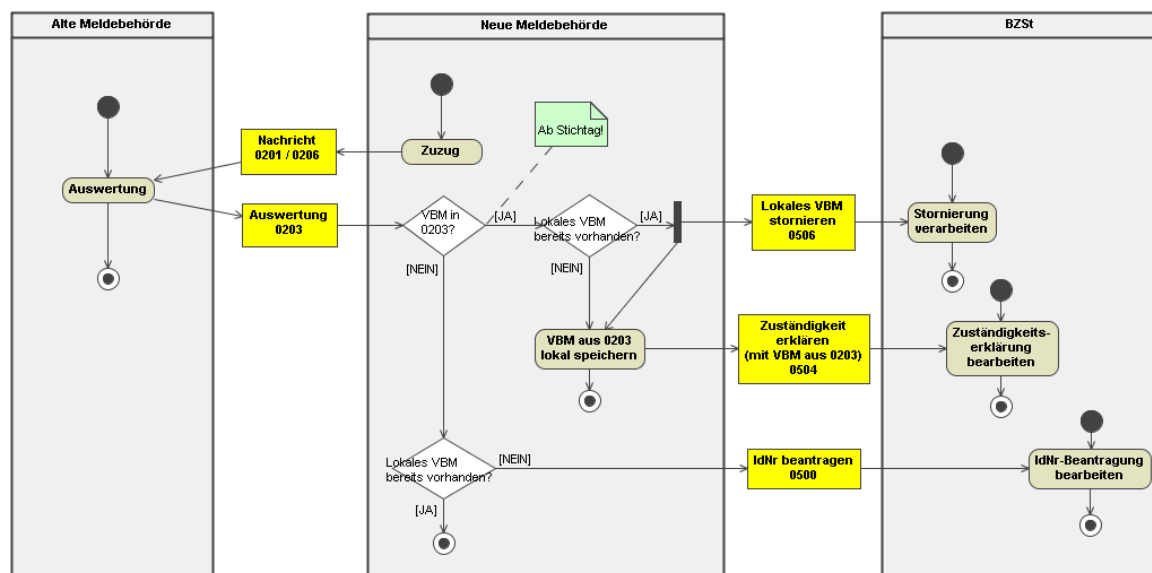 Alte Meldebehörde
Neue Meldebehörde
BZSt
Nachricht
0201 / 0206
Zuzug
Ab Stichtag!
Auswertung
Auswertung
0203
VBM in
0203?
[JA]
[NEIN]
Lokales VBM
bereits vorhanden?
[JA]
[NEIN]
Lokales VBM
stornieren
0506
Stornierung
verarbeiten
VBM aus 0203
lokal speichern
Zuständigkeit
erklären
(mit VBM aus 0203)
0504
Zuständigkeits-
erklärung
bearbeiten
Lokales VBM
bereits vorhanden?
[NEIN]
[JA]
IdNr beantragen
0500
IdNr-Beantragung
bearbeiten